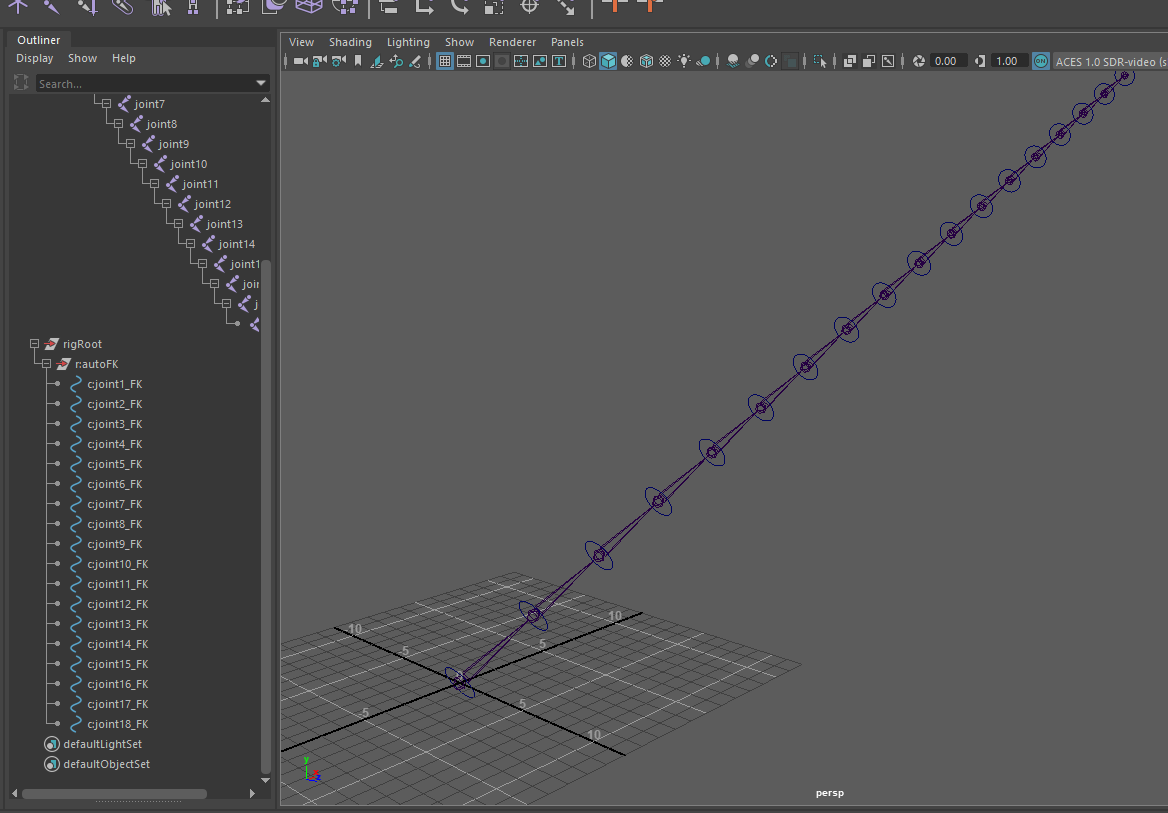 Outliner
Display Show Help
Search...
joint7
joint8
joint9
joint10
joint11
joint12
joint13
joint14
joint1
join
j
rigRoot
r:autoFK
c:joint1_FK
c:joint2_FK
c:joint3_FK
c:joint4_FK
c:joint5_FK
c:joint6_FK
c:joint7_FK
c:joint8_FK
c:joint9_FK
c:joint10_FK
c:joint11_FK
c:joint12_FK
c:joint13_FK
c:joint14_FK
c:joint15_FK
c:joint16_FK
c:joint17_FK
c:joint18_FK
defaultLightSet
defaultObjectSet
View Shading Lighting Show Renderer Panels
T 0.00 1.00 ON ACES 1.0 SDR-video (s
10 10
-5 5
-5 5
10
y
z
persp